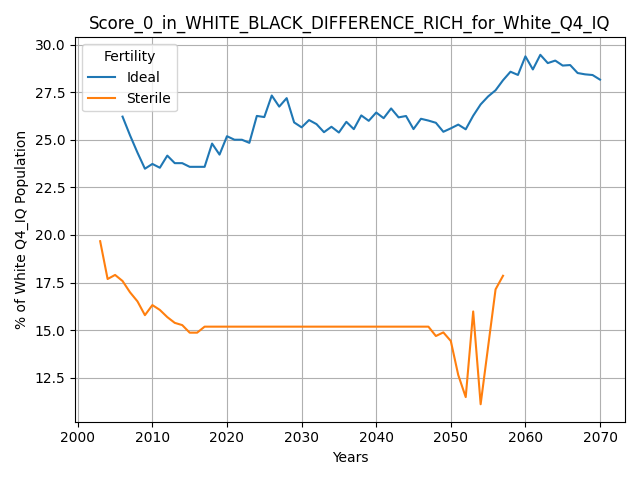 Score_0_in_WHITE_BLACK_DIFFERENCE_RICH_for_White_Q4_IQ
Fertility
Ideal
Sterile
% of White Q4_IQ Population
30.0
27.5
25.0
22.5
20.0
17.5
15.0
12.5
2000 2010 2020 2030 2040 2050 2060 2070
Years